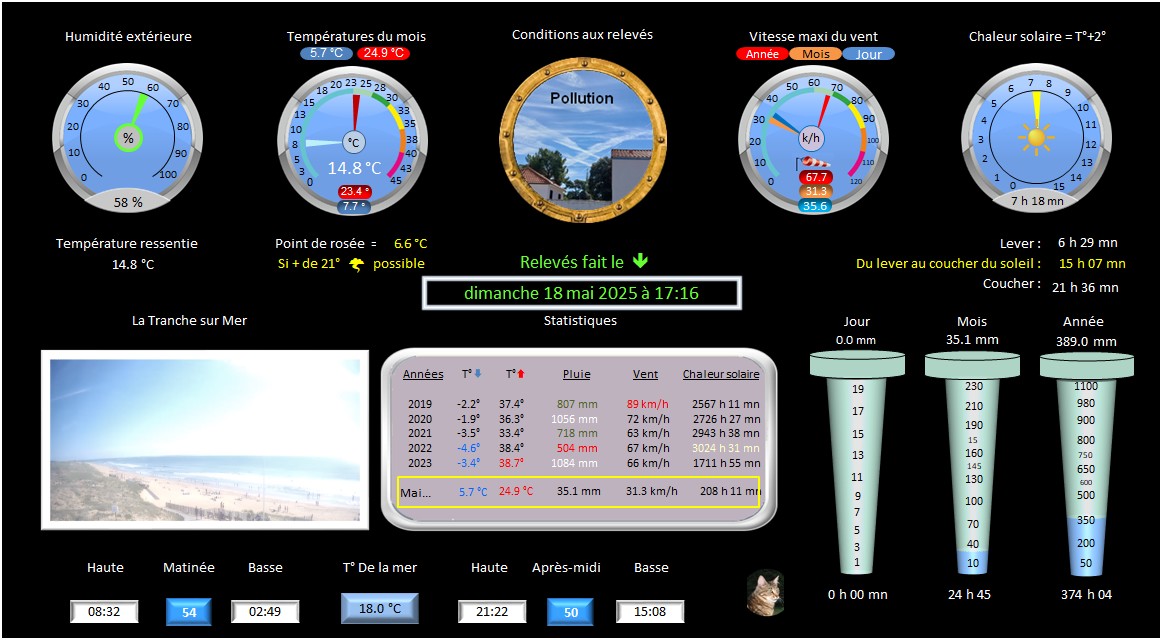 Humidité extérieure
Températures du mois
5.7 °C 24.9 °C
Conditions aux relevés
Vitesse maxi du vent
Année Mois Jour
Chaleur solaire = T°+2°
0 10 20 30 40 50 60 70 80 90 100
%
58 %
0 3 5 8 10 13 15 18 20 23 25 28 30 33 35 38 40 43 45
°C
14.8 °C
23.4 °
7.7 °
Pollution
10 20 30 40 50 60 70 80 90 100 110 120
k/h
67.7
31.3
35.6
0 1 2 3 4 5 6 7 8 9 10 11 12 13 14 15
7 h 18 mn
Température ressentie
14.8 °C
Point de rosée = 6.6 °C
Si + de 21° possible
Relevés fait le
dimanche 18 mai 2025 à 17:16
Lever : 6 h 29 mn
Du lever au coucher du soleil : 15 h 07 mn
Coucher : 21 h 36 mn
La Tranche sur Mer
Statistiques
Années T° T° Pluie Vent Chaleur solaire
2019 -2.2° 37.4° 807 mm 89 km/h 2567 h 11 mn
2020 -1.9° 36.3° 1056 mm 72 km/h 2726 h 27 mn
2021 -3.5° 33.4° 718 mm 63 km/h 2943 h 38 mn
2022 -4.6° 38.4° 504 mm 67 km/h 3024 h 31 mn
2023 -3.4° 38.7° 1084 mm 66 km/h 1711 h 55 mn
Mai... 5.7 °C 24.9 °C 35.1 mm 31.3 km/h 208 h 11 mn
Jour
0.0 mm
19
17
15
13
11
9
7
5
3
1
0 h 00 mn
Mois
35.1 mm
230
210
190
15
160
145
130
100
70
40
10
24 h 45
Année
389.0 mm
1100
980
900
800
750
650
600
500
350
200
50
374 h 04
Haute Matinée Basse
08:32 54 02:49
T° De la mer
18.0 °C
Haute Après-midi Basse
21:22 50 15:08